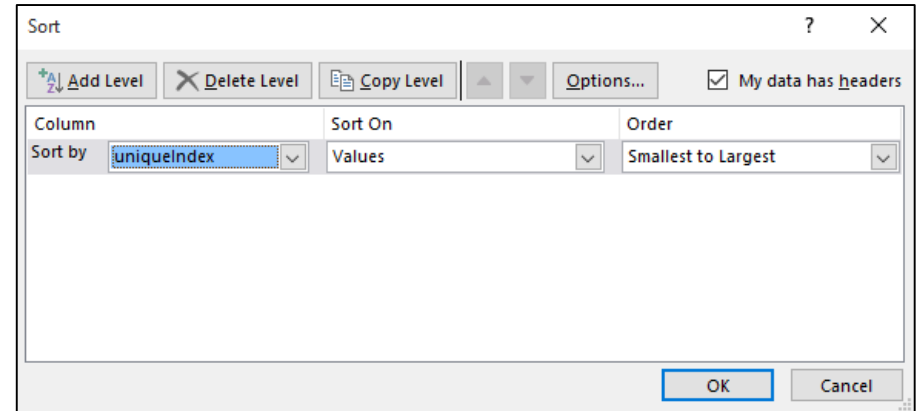 Sort ?
Add Level Delete Level Copy Level Options... My data has headers
Column Sort On Order
Sort by uniqueIndex Values Smallest to Largest
OK Cancel